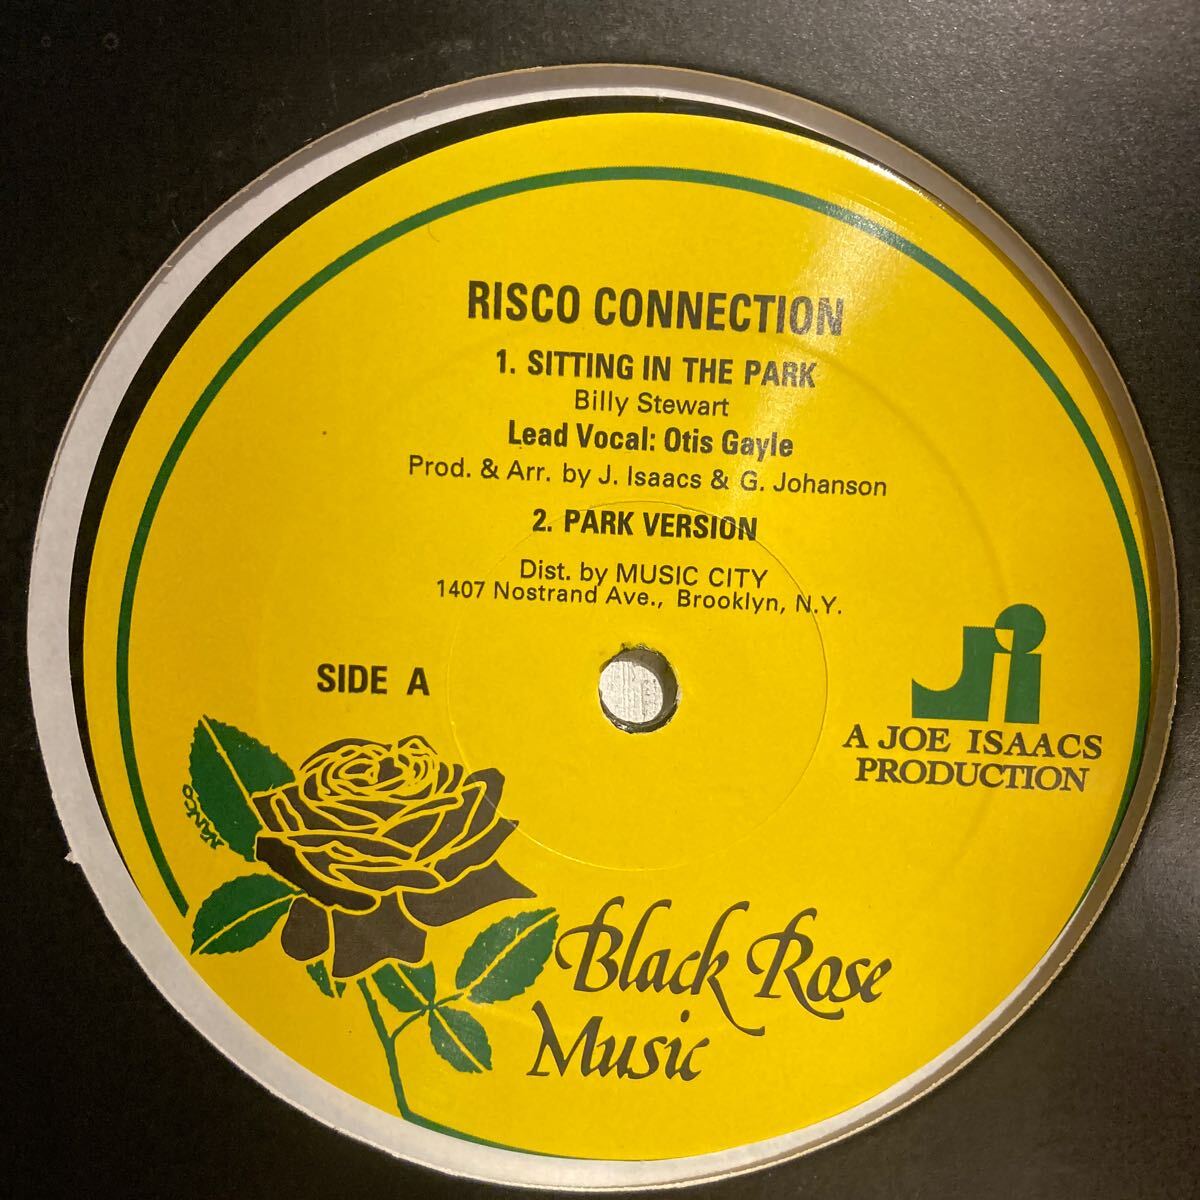 RISCO CONNECTION
1. SITTING IN THE PARK
Billy Stewart
Lead Vocal: Otis Gayle
Prod. & Arr. by J. Isaacs & G. Johanson
2. PARK VERSION
Dist. by MUSIC CITY
1407 Nostrand Ave., Brooklyn, N.Y.
SIDE A
Ji
A JOE ISAACS
PRODUCTION
NANCO
Black Rose
Music